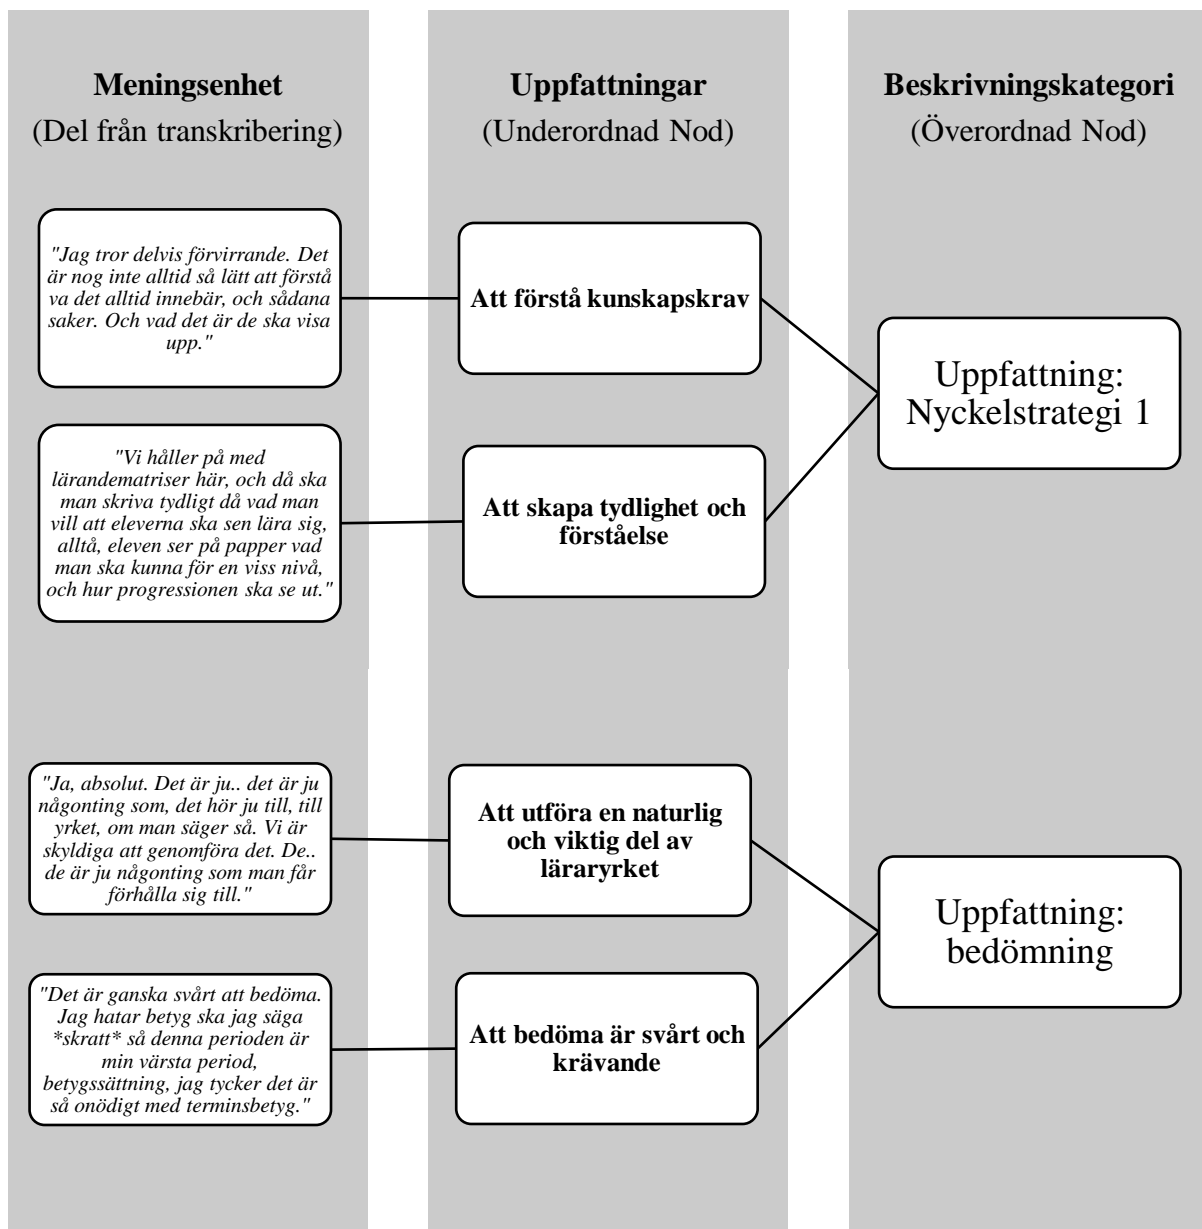 Meningsenhet
(Del från transkribering)
Uppfattningar
(Underordnad Nod)
Beskrivningskategori
(Överordnad Nod)
"Jag tror delvis förvirrande. Det
är nog inte alltid så lätt att förstå
va det alltid innebär, och sådana
saker. Och vad det är de ska visa
upp."
Att förstå kunskapskrav
Uppfattning:
Nyckelstrategi 1
"Vi håller på med
lärandematriser här, och då ska
man skriva tydligt då vad man
vill att eleverna ska sen lära sig,
alltå, eleven ser på papper vad
man ska kunna för en viss nivå,
och hur progressionen ska se ut."
Att skapa tydlighet och
förståelse
"Ja, absolut. Det är ju.. det är ju
någonting som, det hör ju till, till
yrket, om man säger så. Vi är
skyldiga att genomföra det. De..
de är ju någonting som man får
förhålla sig till."
Att utföra en naturlig
och viktig del av
läraryrket
Uppfattning:
bedömning
"Det är ganska svårt att bedöma.
Jag hatar betyg ska jag säga
*skratt* så denna perioden är
min värsta period,
betygssättning, jag tycker det är
så onödigt med terminsbetyg."
Att bedöma är svårt och
krävande